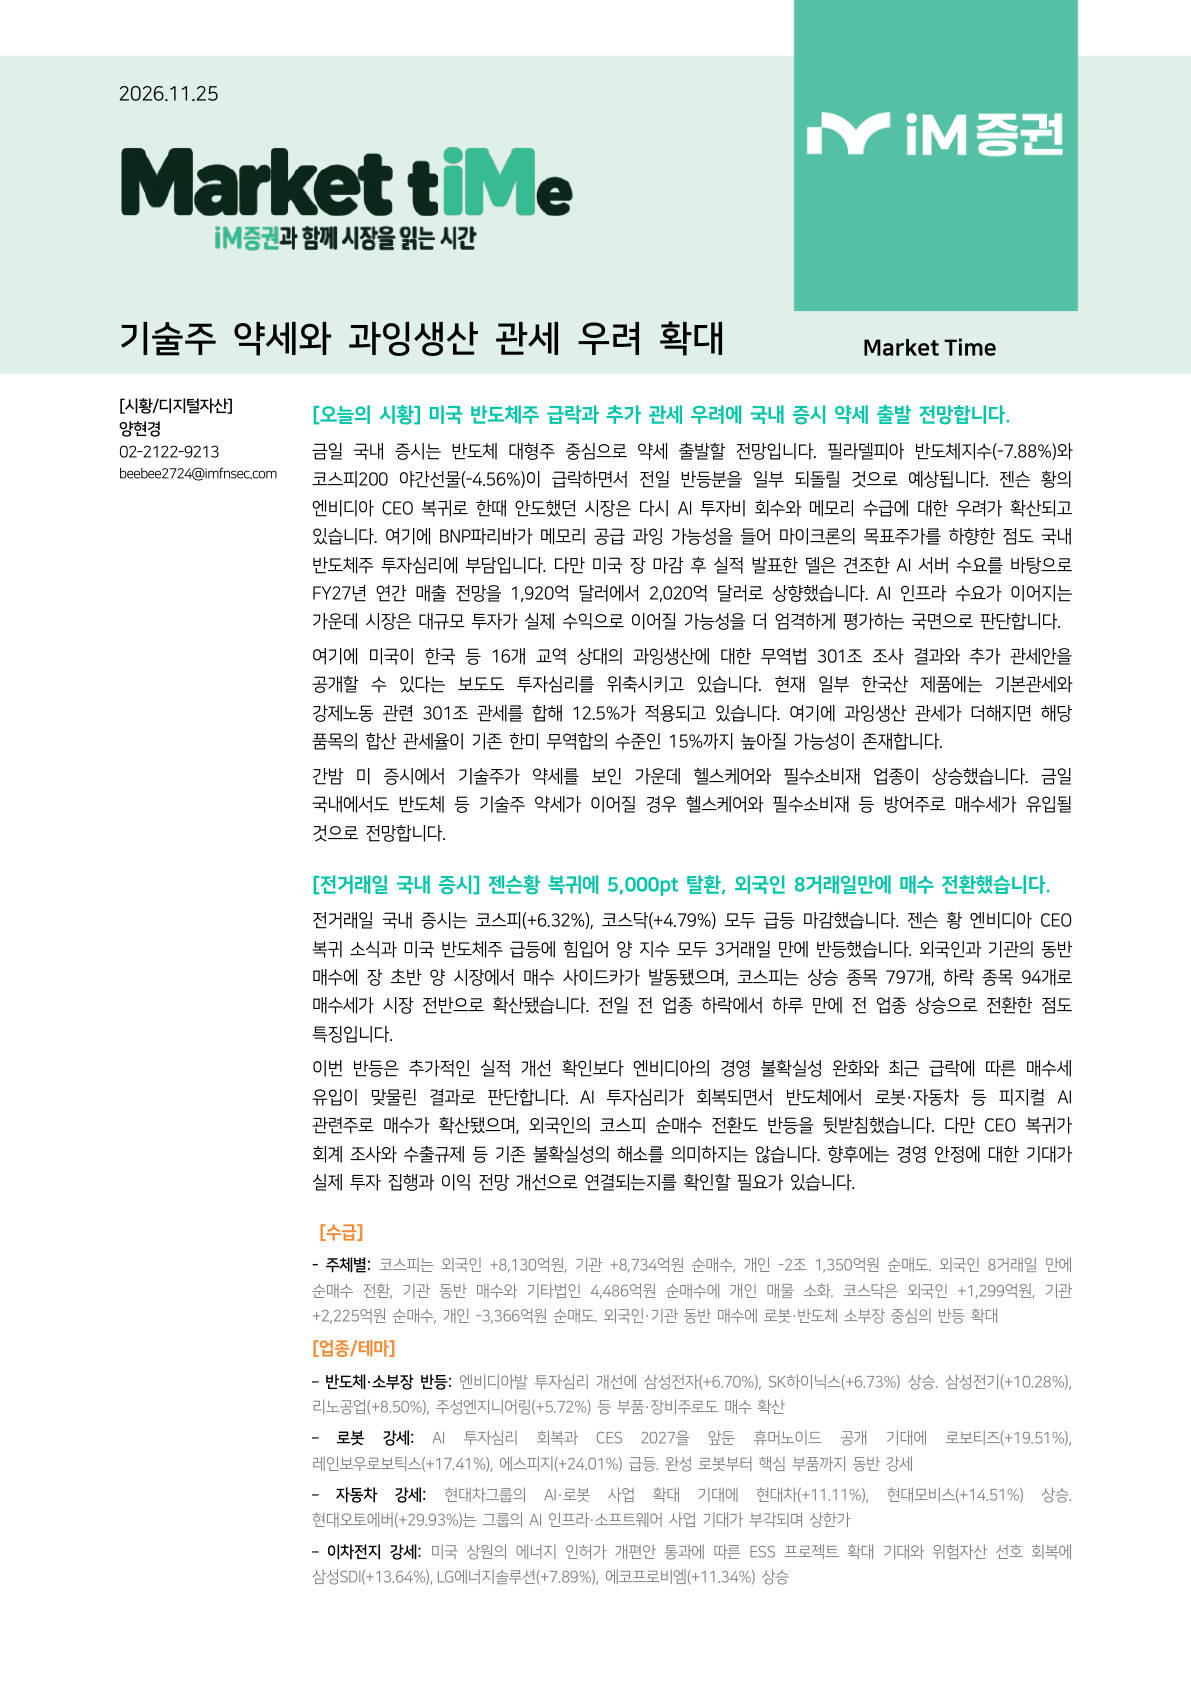 2026.11.25
iM증권
Market tiMe
iM증권과 함께 시장을 읽는 시간
기술주 약세와 과잉생산 관세 우려 확대
Market Time
[시황/디지털자산]
양현경
02-2122-9213
beebee2724@imfnsec.com
[오늘의 시황] 미국 반도체주 급락과 추가 관세 우려에 국내 증시 약세 출발 전망합니다.
금일 국내 증시는 반도체 대형주 중심으로 약세 출발할 전망입니다. 필라델피아 반도체지수(-7.88%)와
코스피200 야간선물(-4.56%)이 급락하면서 전일 반등분을 일부 되돌릴 것으로 예상됩니다. 젠슨 황의
엔비디아 CEO 복귀로 한때 안도했던 시장은 다시 AI 투자비 회수와 메모리 수급에 대한 우려가 확산되고
있습니다. 여기에 BNP파리바가 메모리 공급 과잉 가능성을 들어 마이크론의 목표주가를 하향한 점도 국내
반도체주 투자심리에 부담입니다. 다만 미국 장 마감 후 실적 발표한 델은 견조한 AI 서버 수요를 바탕으로
FY27년 연간 매출 전망을 1,920억 달러에서 2,020억 달러로 상향했습니다. AI 인프라 수요가 이어지는
가운데 시장은 대규모 투자가 실제 수익으로 이어질 가능성을 더 엄격하게 평가하는 국면으로 판단합니다.
여기에 미국이 한국 등 16개 교역 상대의 과잉생산에 대한 무역법 301조 조사 결과와 추가 관세안을
공개할 수 있다는 보도도 투자심리를 위축시키고 있습니다. 현재 일부 한국산 제품에는 기본관세와
강제노동 관련 301조 관세를 합해 12.5%가 적용되고 있습니다. 여기에 과잉생산 관세가 더해지면 해당
품목의 합산 관세율이 기존 한미 무역합의 수준인 15%까지 높아질 가능성이 존재합니다.
간밤 미 증시에서 기술주가 약세를 보인 가운데 헬스케어와 필수소비재 업종이 상승했습니다. 금일
국내에서도 반도체 등 기술주 약세가 이어질 경우 헬스케어와 필수소비재 등 방어주로 매수세가 유입될
것으로 전망합니다.
[전거래일 국내 증시] 젠슨황 복귀에 5,000pt 탈환, 외국인 8거래일만에 매수 전환했습니다.
전거래일 국내 증시는 코스피(+6.32%), 코스닥(+4.79%) 모두 급등 마감했습니다. 젠슨 황 엔비디아 CEO
복귀 소식과 미국 반도체주 급등에 힘입어 양 지수 모두 3거래일 만에 반등했습니다. 외국인과 기관의 동반
매수에 장 초반 양 시장에서 매수 사이드카가 발동됐으며, 코스피는 상승 종목 797개, 하락 종목 94개로
매수세가 시장 전반으로 확산됐습니다. 전일 전 업종 하락에서 하루 만에 전 업종 상승으로 전환한 점도
특징입니다.
이번 반등은 추가적인 실적 개선 확인보다 엔비디아의 경영 불확실성 완화와 최근 급락에 따른 매수세
유입이 맞물린 결과로 판단합니다. AI 투자심리가 회복되면서 반도체에서 로봇·자동차 등 피지컬 AI
관련주로 매수가 확산됐으며, 외국인의 코스피 순매수 전환도 반등을 뒷받침했습니다. 다만 CEO 복귀가
회계 조사와 수출규제 등 기존 불확실성의 해소를 의미하지는 않습니다. 향후에는 경영 안정에 대한 기대가
실제 투자 집행과 이익 전망 개선으로 연결되는지를 확인할 필요가 있습니다.
[수급]
- 주체별: 코스피는 외국인 +8,130억원, 기관 +8,734억원 순매수, 개인 -2조 1,350억원 순매도. 외국인 8거래일 만에
순매수 전환, 기관 동반 매수와 기타법인 4,486억원 순매수에 개인 매물 소화. 코스닥은 외국인 +1,299억원, 기관
+2,225억원 순매수, 개인 -3,366억원 순매도. 외국인·기관 동반 매수에 로봇·반도체 소부장 중심의 반등 확대
[업종/테마]
– 반도체·소부장 반등: 엔비디아발 투자심리 개선에 삼성전자(+6.70%), SK하이닉스(+6.73%) 상승. 삼성전기(+10.28%),
리노공업(+8.50%), 주성엔지니어링(+5.72%) 등 부품·장비주로도 매수 확산
– 로봇 강세: AI 투자심리 회복과 CES 2027을 앞둔 휴머노이드 공개 기대에 로보티즈(+19.51%),
레인보우로보틱스(+17.41%), 에스피지(+24.01%) 급등. 완성 로봇부터 핵심 부품까지 동반 강세
– 자동차 강세: 현대차그룹의 AI·로봇 사업 확대 기대에 현대차(+11.11%), 현대모비스(+14.51%) 상승.
현대오토에버(+29.93%)는 그룹의 AI 인프라·소프트웨어 사업 기대가 부각되며 상한가
– 이차전지 강세: 미국 상원의 에너지 인허가 개편안 통과에 따른 ESS 프로젝트 확대 기대와 위험자산 선호 회복에
삼성SDI(+13.64%), LG에너지솔루션(+7.89%), 에코프로비엠(+11.34%) 상승